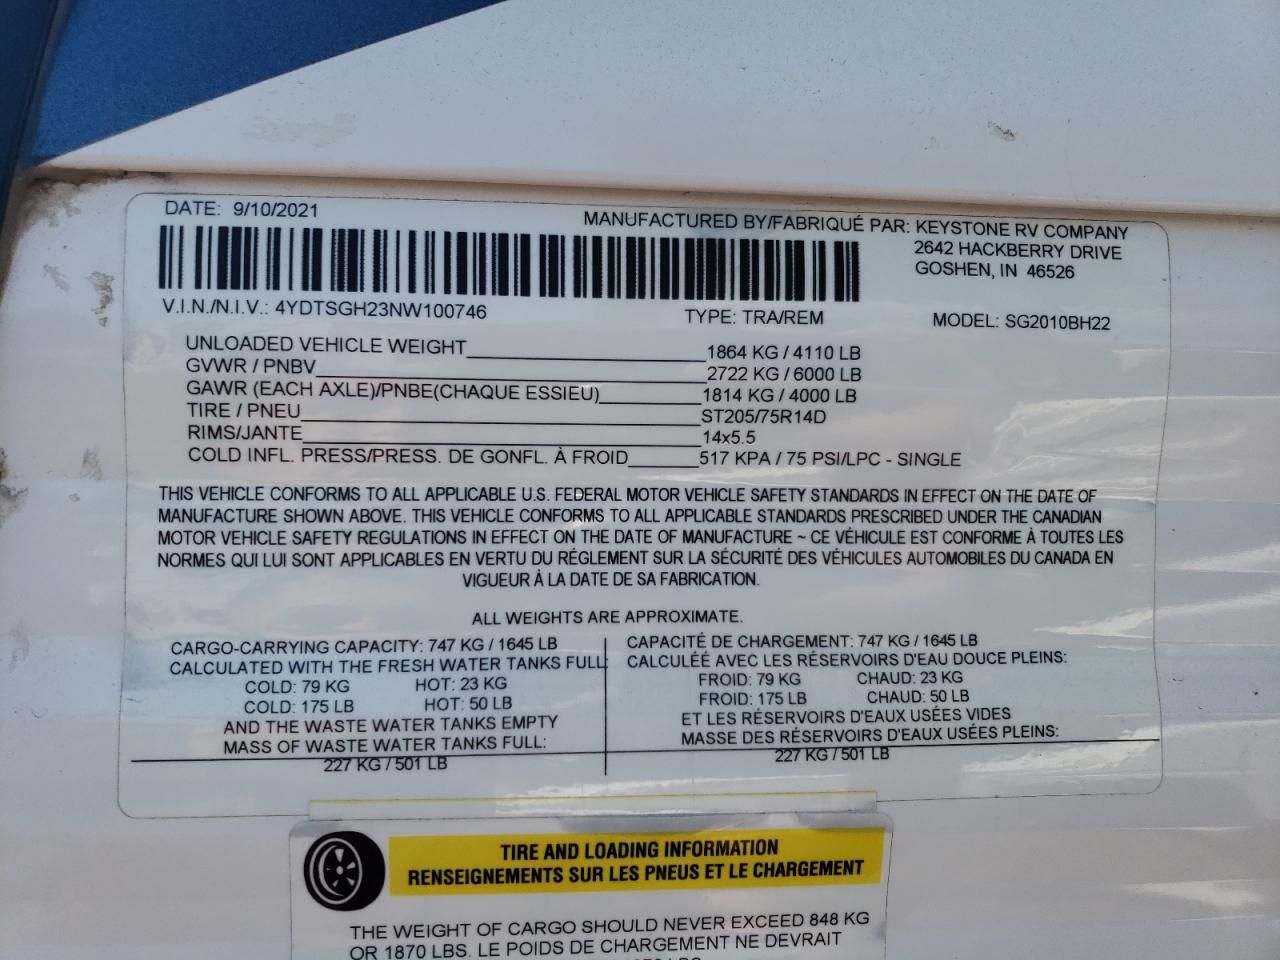 DATE: 9/10/2021
MANUFACTURED BY/FABRIQUÉ PAR: KEYSTONE RV COMPANY
2642 HACKBERRY DRIVE
GOSHEN, IN 46526
V.I.N./N.I.V.: 4YDTSGH23NW100746
TYPE: TRA/REM
MODEL: SG2010BH22
UNLOADED VEHICLE WEIGHT 1864 KG / 4110 LB
GVWR / PNBV 2722 KG / 6000 LB
GAWR (EACH AXLE)/PNBE(CHAQUE ESSIEU) 1814 KG / 4000 LB
TIRE / PNEU ST205/75R14D
RIMS/JANTE 14x5.5
COLD INFL. PRESS/PRESS. DE GONFL. À FROID 517 KPA / 75 PSI/LPC - SINGLE
THIS VEHICLE CONFORMS TO ALL APPLICABLE U.S. FEDERAL MOTOR VEHICLE SAFETY STANDARDS IN EFFECT ON THE DATE OF
MANUFACTURE SHOWN ABOVE. THIS VEHICLE CONFORMS TO ALL APPLICABLE STANDARDS PRESCRIBED UNDER THE CANADIAN
MOTOR VEHICLE SAFETY REGULATIONS IN EFFECT ON THE DATE OF MANUFACTURE ~ CE VÉHICULE EST CONFORME À TOUTES LES
NORMES QUI LUI SONT APPLICABLES EN VERTU DU RÉGLEMENT SUR LA SÉCURITÉ DES VÉHICULES AUTOMOBILES DU CANADA EN
VIGUEUR À LA DATE DE SA FABRICATION.
ALL WEIGHTS ARE APPROXIMATE.
CARGO-CARRYING CAPACITY: 747 KG / 1645 LB
CALCULATED WITH THE FRESH WATER TANKS FULL:
COLD: 79 KG HOT: 23 KG
COLD: 175 LB HOT: 50 LB
AND THE WASTE WATER TANKS EMPTY
MASS OF WASTE WATER TANKS FULL:
227 KG / 501 LB
CAPACITÉ DE CHARGEMENT: 747 KG / 1645 LB
CALCULÉE AVEC LES RÉSERVOIRS D'EAU DOUCE PLEINS:
FROID: 79 KG CHAUD: 23 KG
FROID: 175 LB CHAUD: 50 LB
ET LES RÉSERVOIRS D'EAUX USÉES VIDES
MASSE DES RÉSERVOIRS D'EAUX USÉES PLEINS:
227 KG / 501 LB
TIRE AND LOADING INFORMATION
RENSEIGNEMENTS SUR LES PNEUS ET LE CHARGEMENT
THE WEIGHT OF CARGO SHOULD NEVER EXCEED 848 KG
OR 1870 LBS. LE POIDS DE CHARGEMENT NE DEVRAIT